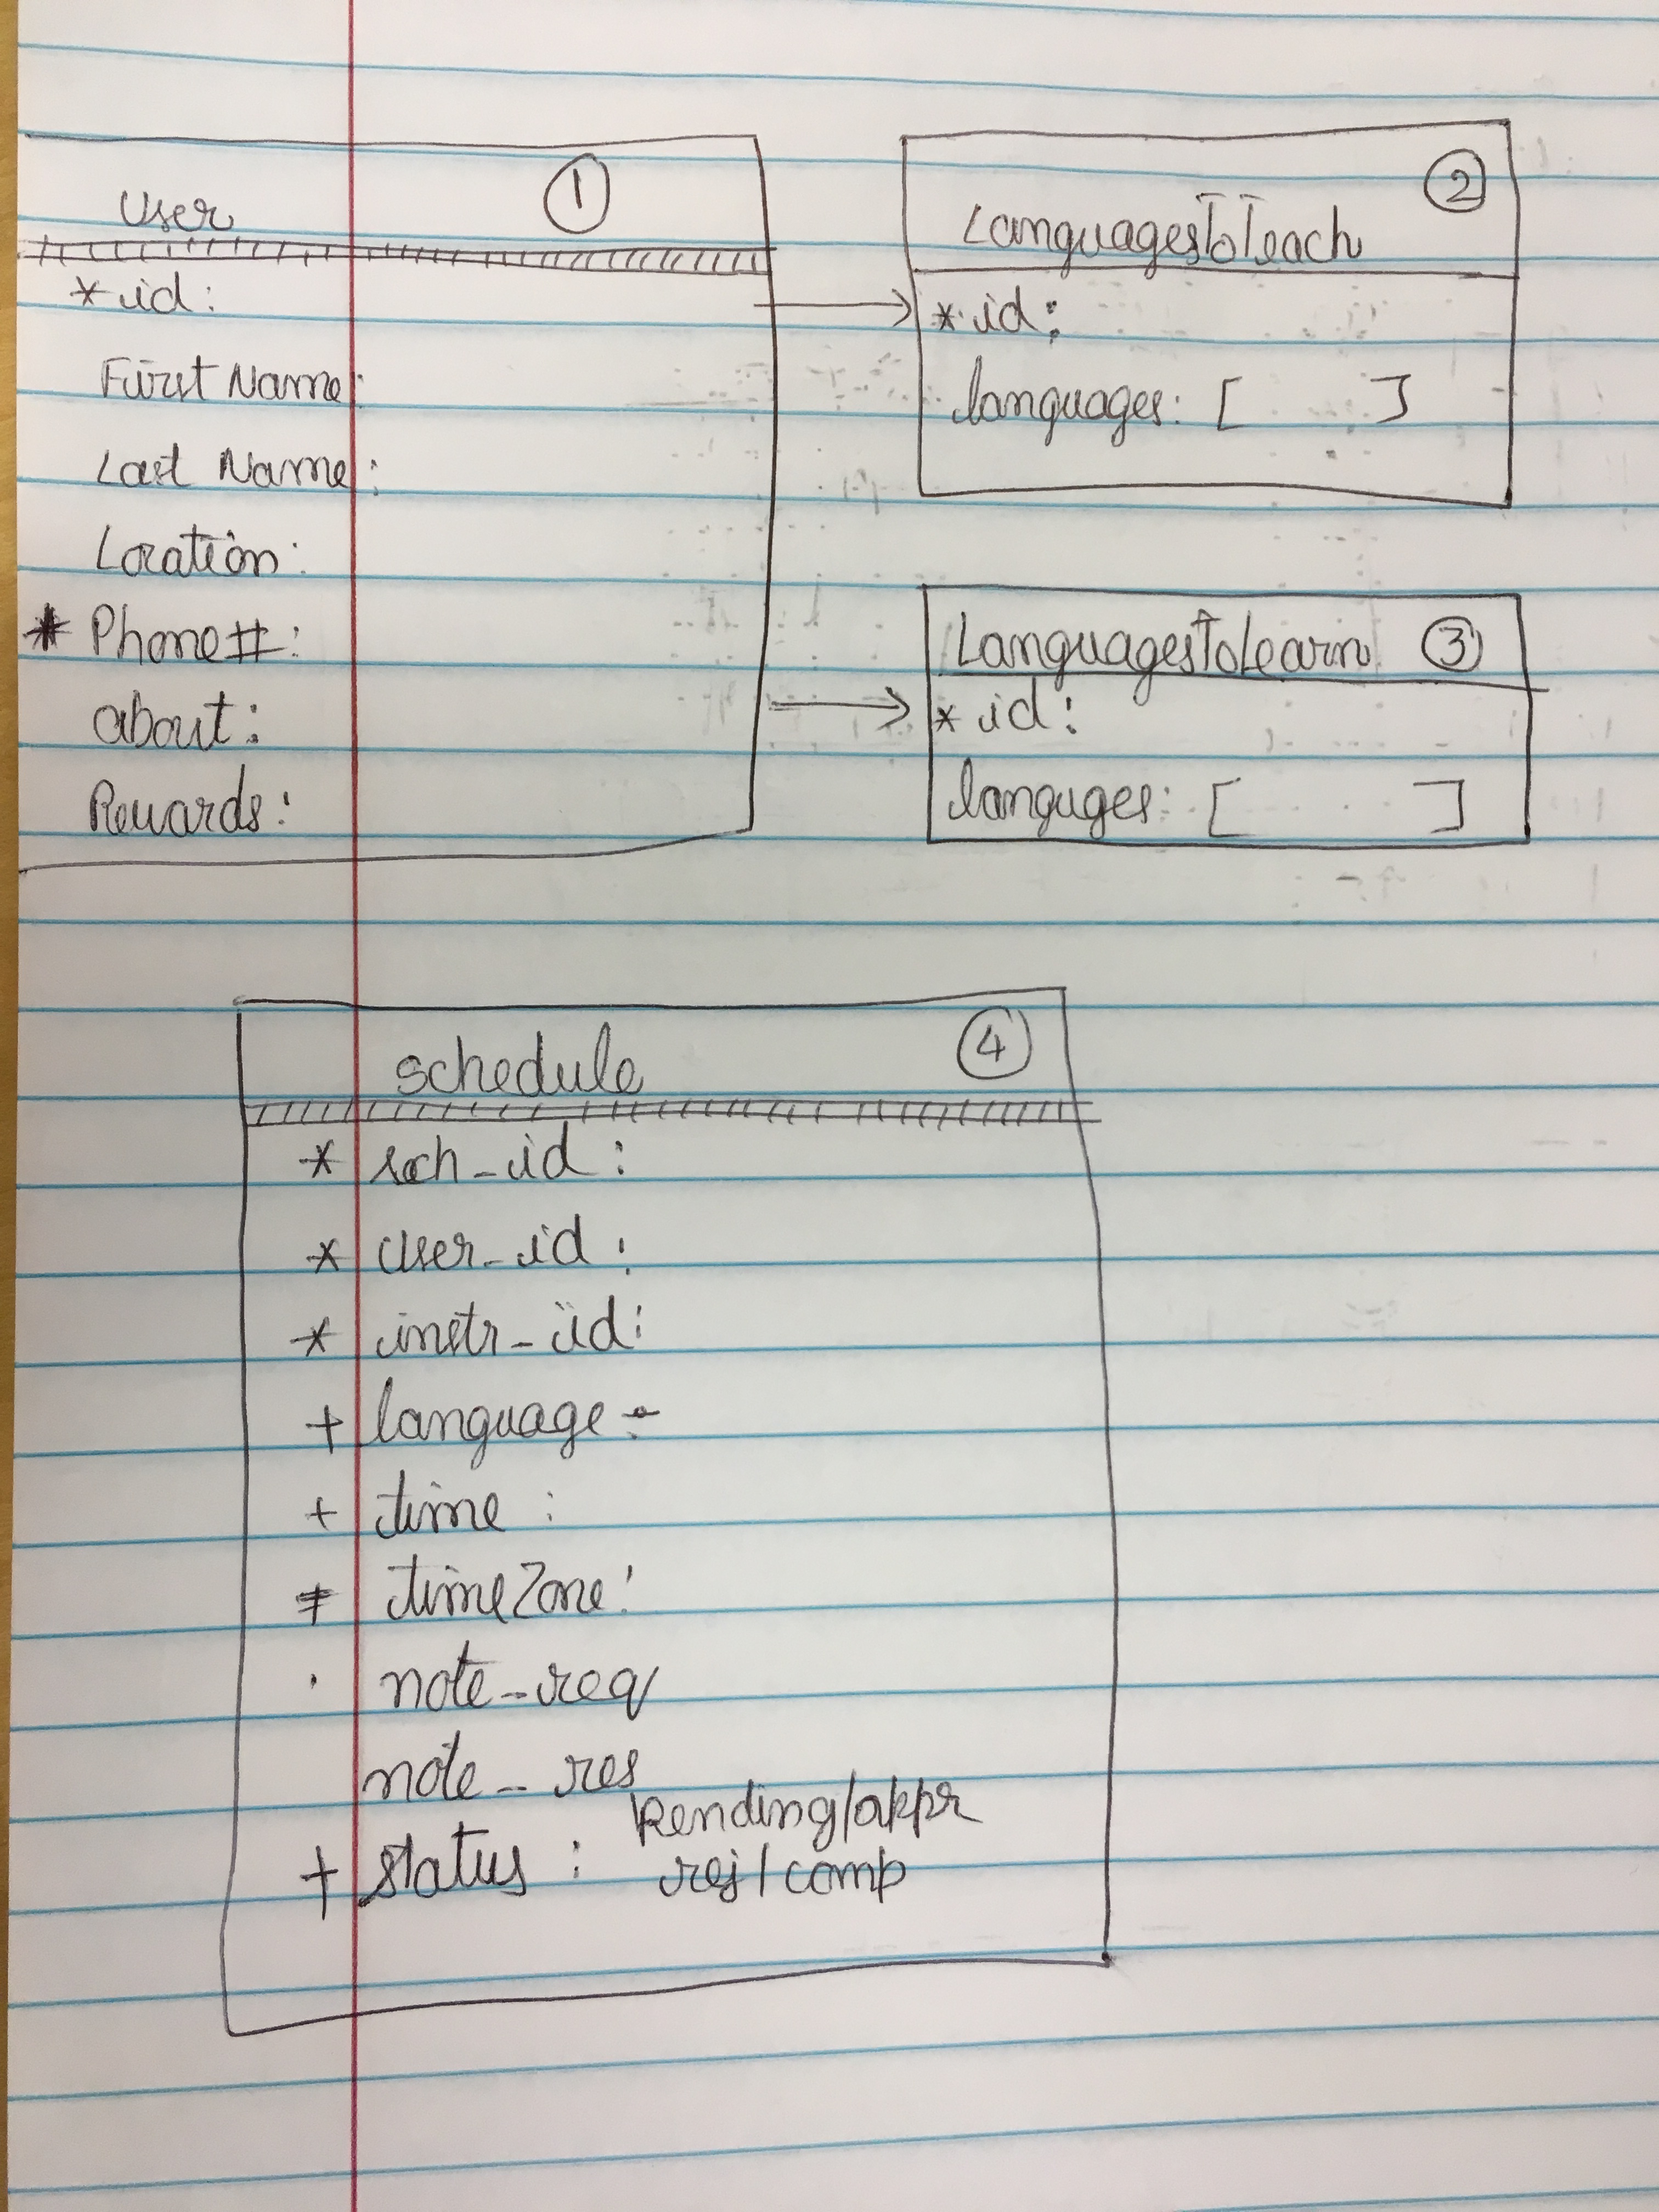 User ①
* id:
First Name:
Last Name:
Location:
* Phone#:
about:
Rewards:
②
LanguagesToTeach
* id:
languages: [ ]
LanguagesToLearn ③
* id:
languges: [ ]
schedule ④
* sch_id:
* user_id:
* instr_id:
+ language:
+ time:
* timeZone:
note_req
note_res
+ status: Pending/appr
rej/comp